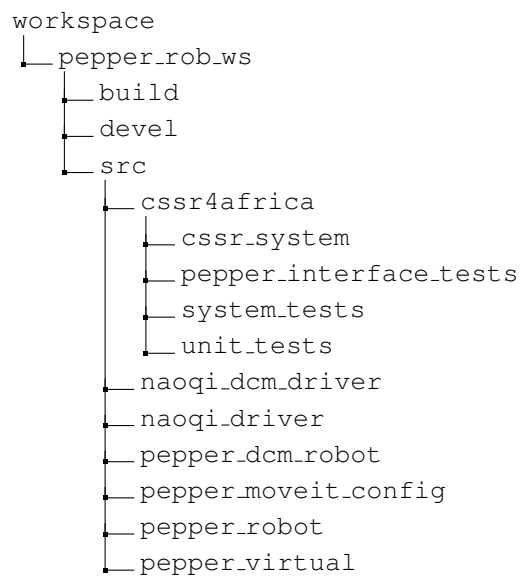 workspace
pepper_rob_ws
build
devel
src
cssr4africa
cssr_system
pepper_interface_tests
system_tests
unit_tests
naoqi_dcm_driver
naoqi_driver
pepper_dcm_robot
pepper_moveit_config
pepper_robot
pepper_virtual